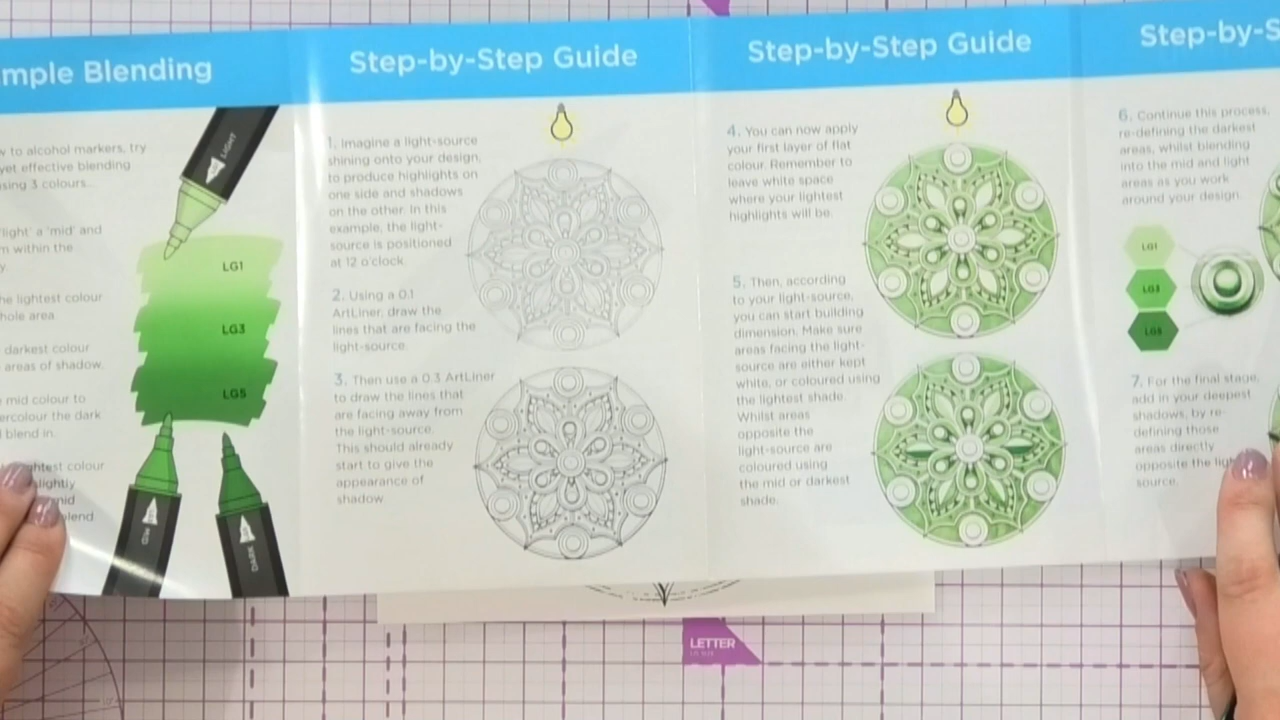 mple Blending
w to alcohol markers, try
yet effective blending
sing 3 colours...
'light' a 'mid' and
m within the
y.
he lightest colour
hole area.
darkest colour
areas of shadow.
mid colour to
ercolour the dark
blend in.
ghtest colour
lightly
mid
blend
LIGHT
LG1
LG3
LG5
MID
DARK
Step-by-Step Guide
1. Imagine a light-source
shining onto your design,
to produce highlights on
one side and shadows
on the other. In this
example, the light-
source is positioned
at 12 o'clock.
2. Using a 0.1
ArtLiner, draw the
lines that are facing the
light-source.
3. Then use a 0.3 ArtLiner
to draw the lines that
are facing away from
the light-source.
This should already
start to give the
appearance of
shadow.
Step-by-Step Guide
4. You can now apply
your first layer of flat
colour. Remember to
leave white space
where your lightest
highlights will be.
5. Then, according
to your light-source,
you can start building
dimension. Make sure
areas facing the light-
source are either kept
white, or coloured using
the lightest shade.
Whilst areas
opposite the
light-source are
coloured using
the mid or darkest
shade.
Step-by-S
6. Continue this process,
re-defining the darkest
areas, whilst blending
into the mid and light
areas as you work
around your design.
LG1
LG3
LG5
7. For the final stage,
add in your deepest
shadows, by re-
defining those
areas directly
opposite the light
source.
LETTER